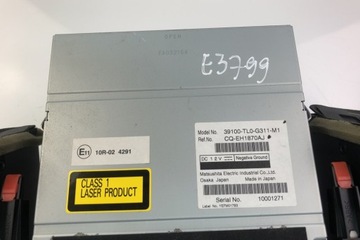 E3799
Model No 39100-TL0-G311-M1
Ref.No. CQ-EH1870AJ
DC 12V Negative Ground
E11 10R-02 4291
Matsushita Electric Industrial Co.,Ltd.
Osaka Japan Made in Japan
CLASS 1
LASER PRODUCT
Serial No. 10001271